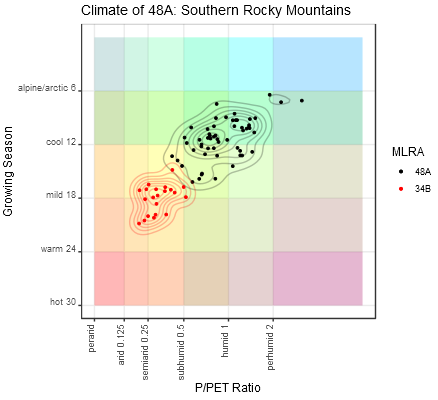 Climate of 48A: Southern Rocky Mountains
Growing Season
alpine/arctic 6
cool 12
mild 18
warm 24
hot 30
perarid
arid 0.125
semiarid 0.25
subhumid 0.5
humid 1
perhumid 2
P/PET Ratio
MLRA
48A
34B